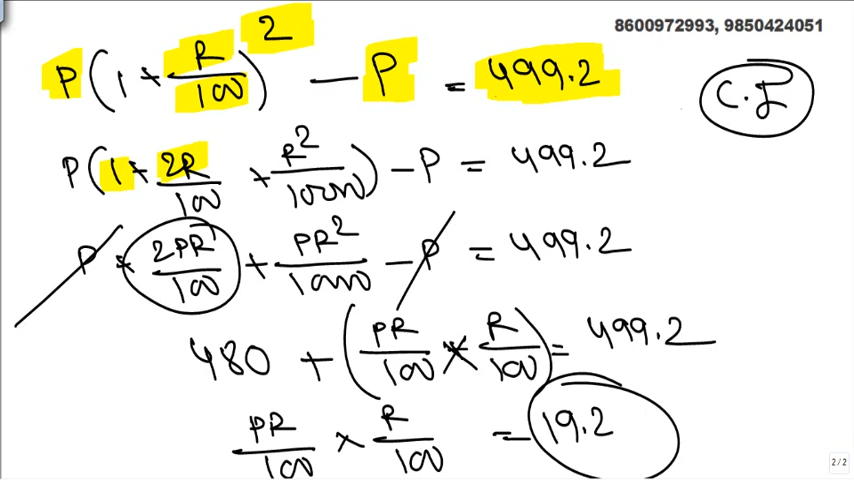 8600972993, 9850424051
P(1 + R/100)^2 - P = 499.2
C.I
P(1 + 2R/100 + R^2/10000) - P = 499.2
P + 2PR/100 + PR^2/10000 - P = 499.2
480 + (PR/100 × R/100) = 499.2
PR/100 × R/100 = 19.2
2/2